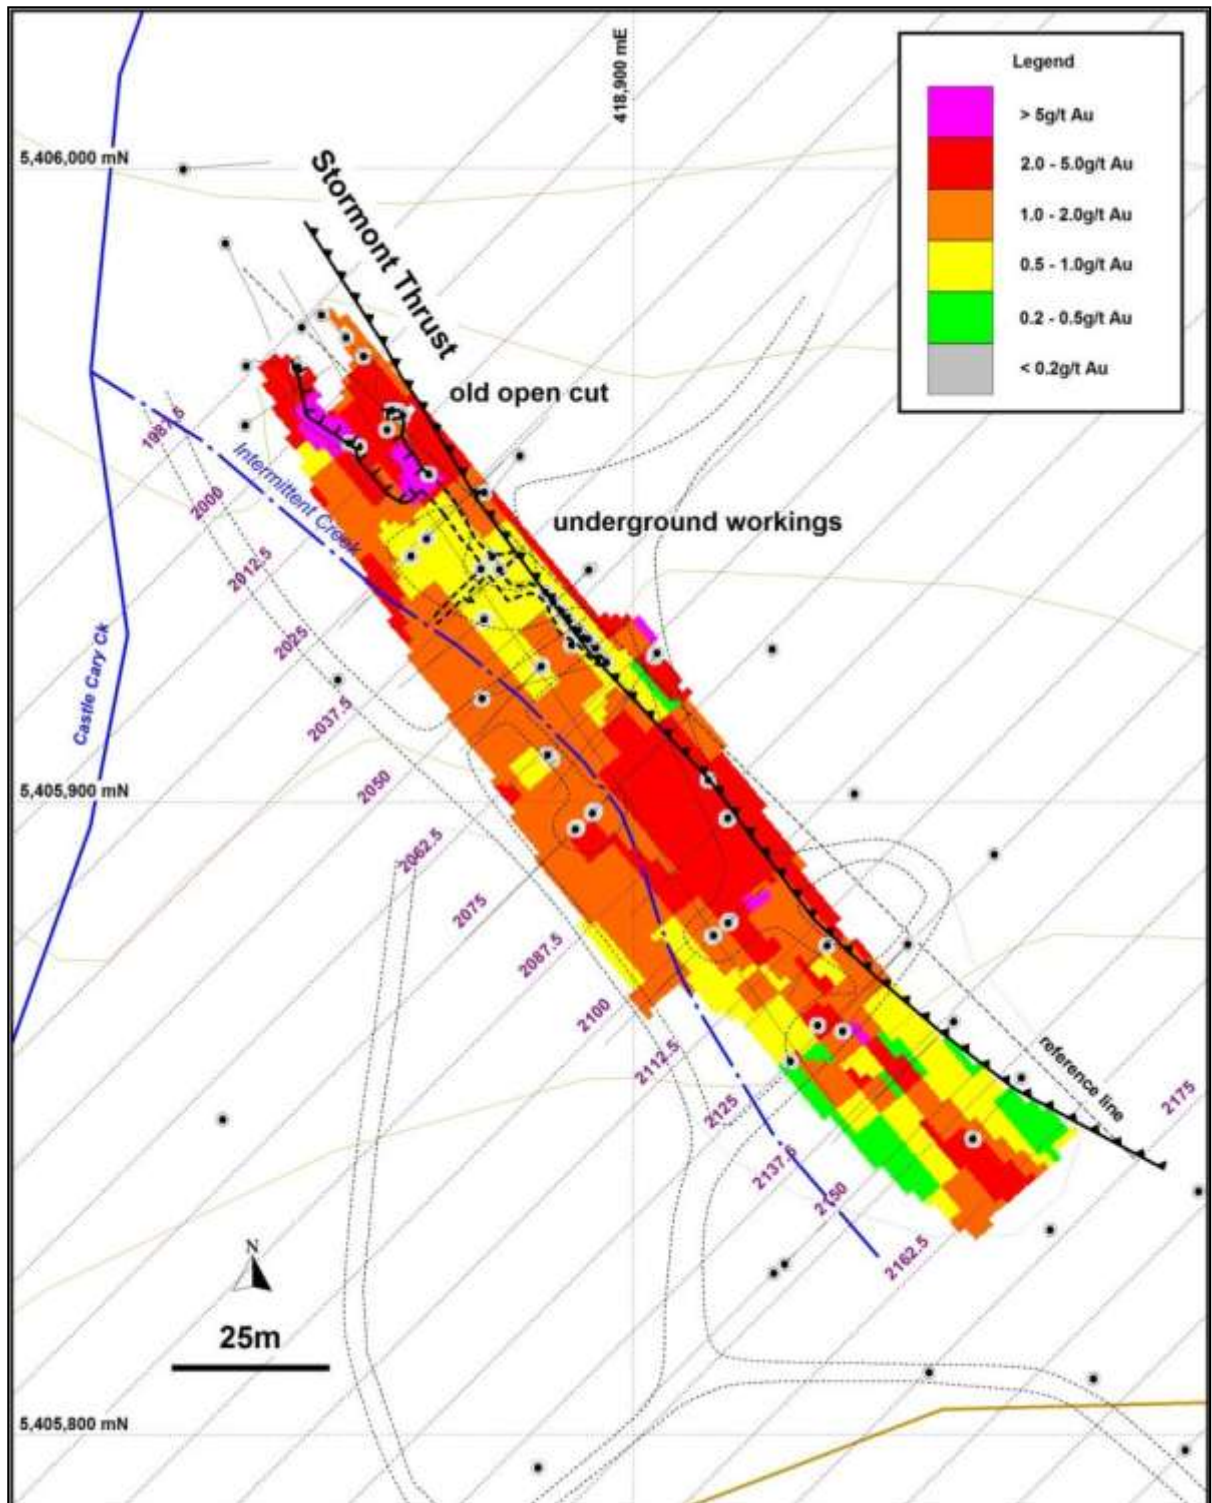 418,900 mE
Legend
> 5g/t Au
2.0 - 5.0g/t Au
1.0 - 2.0g/t Au
0.5 - 1.0g/t Au
0.2 - 0.5g/t Au
< 0.2g/t Au
5,406,000 mN
Stormont Thrust
old open cut
1987.5
Intermittent Creek
2000
underground workings
2012.5
2025
Castle Cary Ck
2037.5
2050
5,405,900 mN
2062.5
2075
2087.5
2100
2112.5
reference line
2175
2125
2137.5
2150
2162.5
N
25m
5,405,800 mN